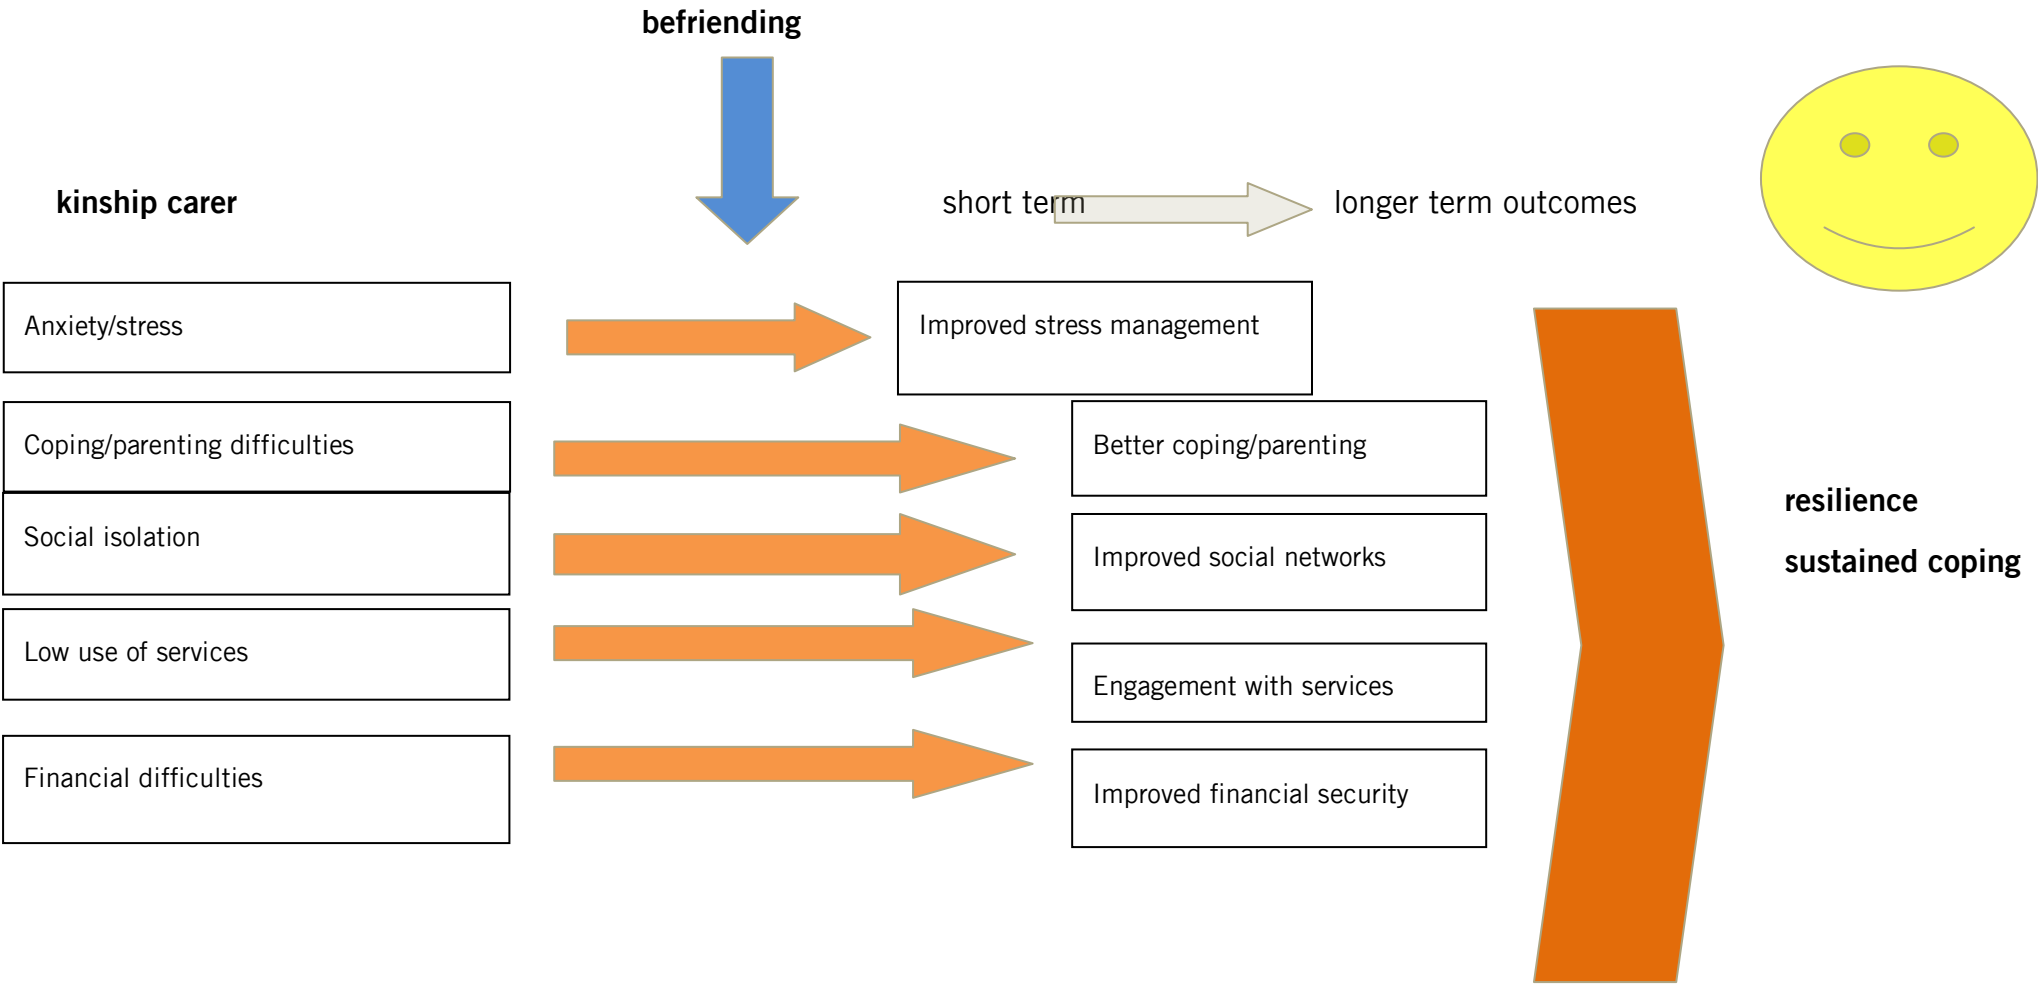 befriending
kinship carer
short term
longer term outcomes
Anxiety/stress
Improved stress management
Coping/parenting difficulties
Better coping/parenting
Social isolation
Improved social networks
Low use of services
Engagement with services
Financial difficulties
Improved financial security
resilience
sustained coping